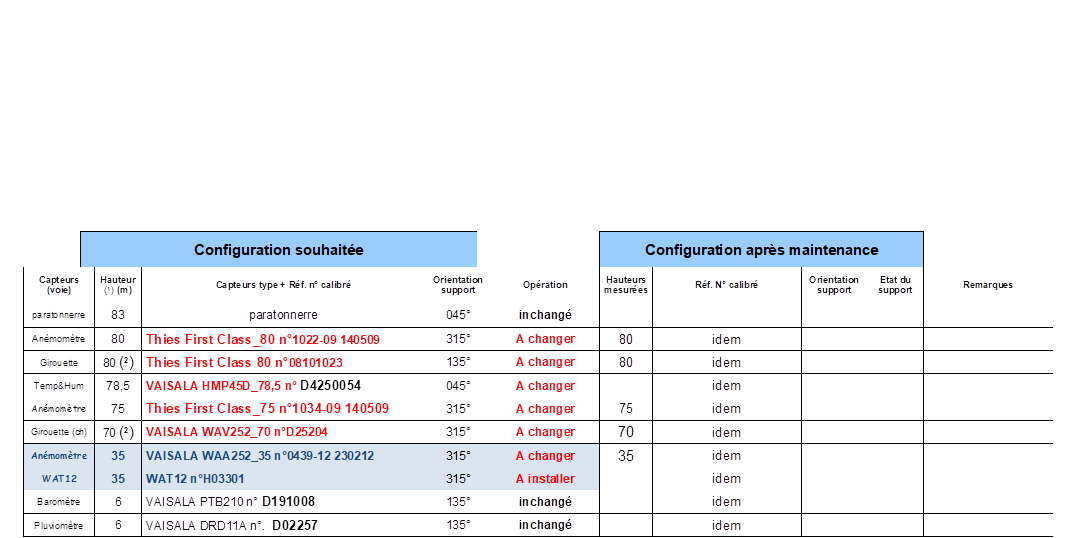 Configuration souhaitée Configuration après maintenance
Capteurs (voie) Hauteur (¹) (m) Capteurs type + Réf. n° calibré Orientation support Opération Hauteurs mesurées Réf. N° calibré Orientation support Etat du support Remarques
paratonnerre 83 paratonnerre 045° inchangé
Anémomètre 80 Thies First Class_80 n°1022-09 140509 315° A changer 80 idem
Girouette 80 (²) Thies First Class 80 n°08101023 135° A changer 80 idem
Temp&Hum 78,5 VAISALA HMP45D_78,5 n° D4250054 045° A changer idem
Anémomètre 75 Thies First Class_75 n°1034-09 140509 315° A changer 75 idem
Girouette (ch) 70 (²) VAISALA WAV252_70 n°D25204 315° A changer 70 idem
Anémomètre 35 VAISALA WAA252_35 n°0439-12 230212 315° A changer 35 idem
WAT12 35 WAT12 n°H03301 315° A installer idem
Baromètre 6 VAISALA PTB210 n° D191008 135° inchangé idem
Pluviomètre 6 VAISALA DRD11A n°. D02257 135° inchangé idem